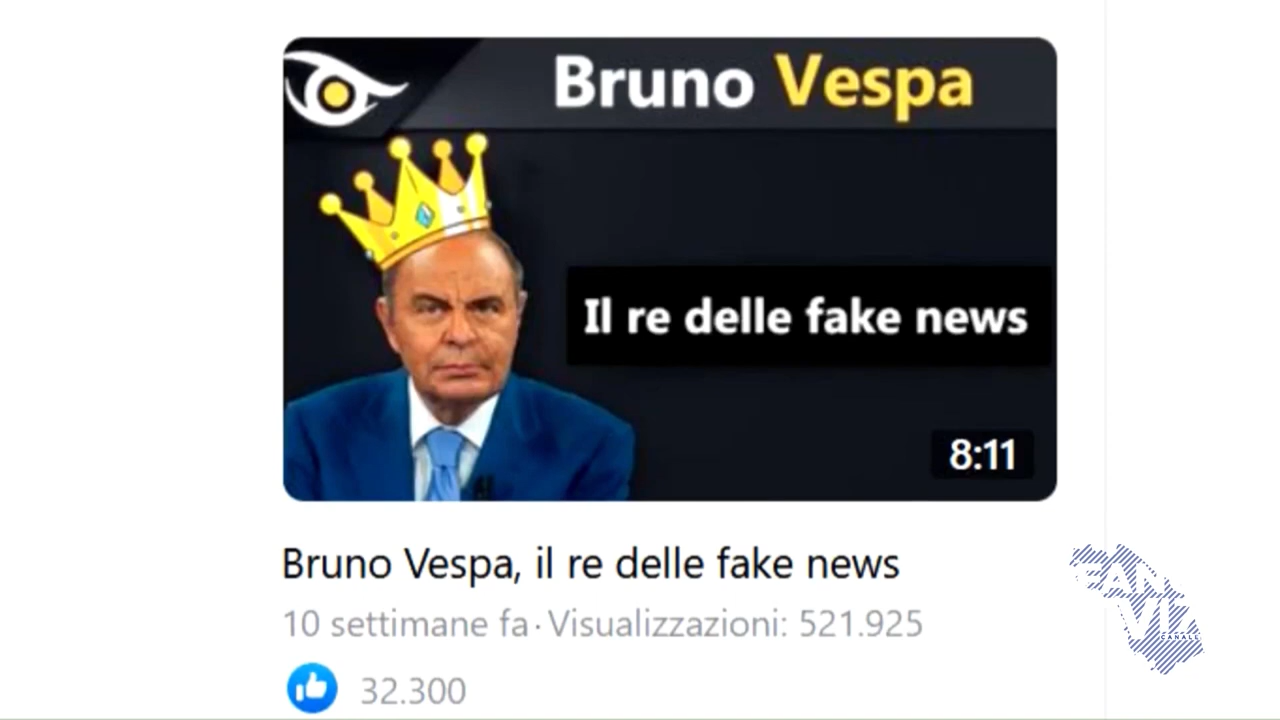 Bruno Vespa
Il re delle fake news
8:11
Bruno Vespa, il re delle fake news
10 settimane fa · Visualizzazioni: 521.925
32.300
CANALE